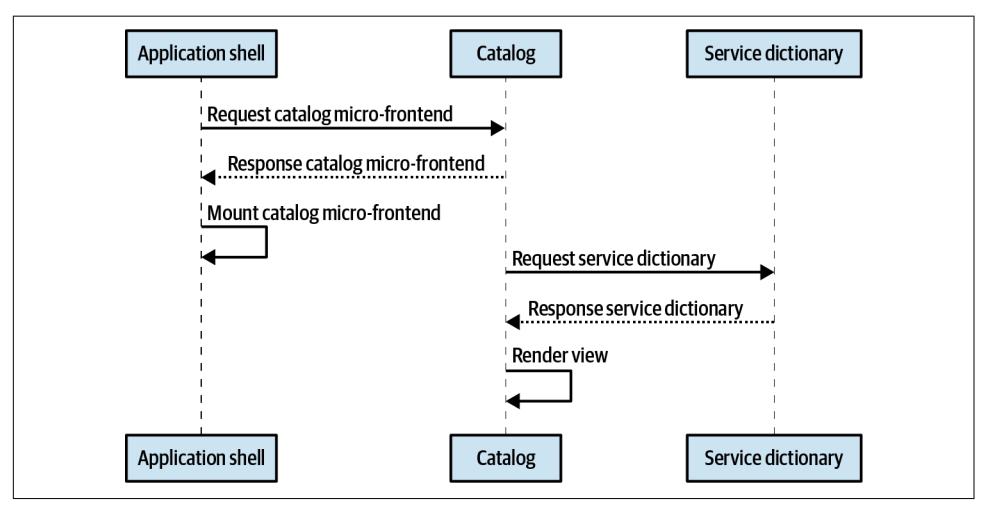 Application shell
Catalog
Service dictionary
Request catalog micro-frontend
Response catalog micro-frontend
Mount catalog micro-frontend
Request service dictionary
Response service dictionary
Render view
Application shell
Catalog
Service dictionary